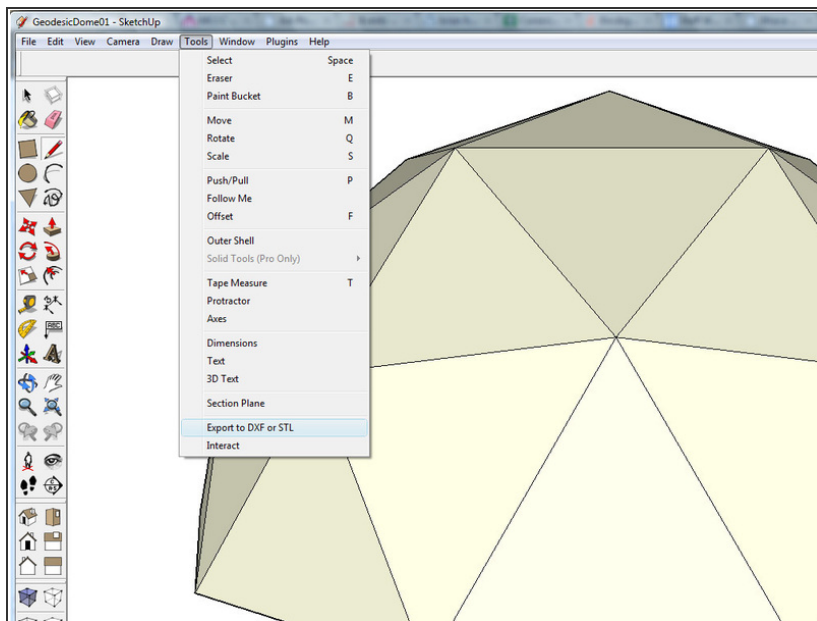 GeodesicDome01 - SketchUp
File Edit View Camera Draw Tools Window Plugins Help
Select Space
Eraser E
Paint Bucket B
Move M
Rotate Q
Scale S
Push/Pull P
Follow Me
Offset F
Outer Shell
Solid Tools (Pro Only)
Tape Measure T
Protractor
Axes
Dimensions
Text
3D Text
Section Plane
Export to DXF or STL
Interact
ABC